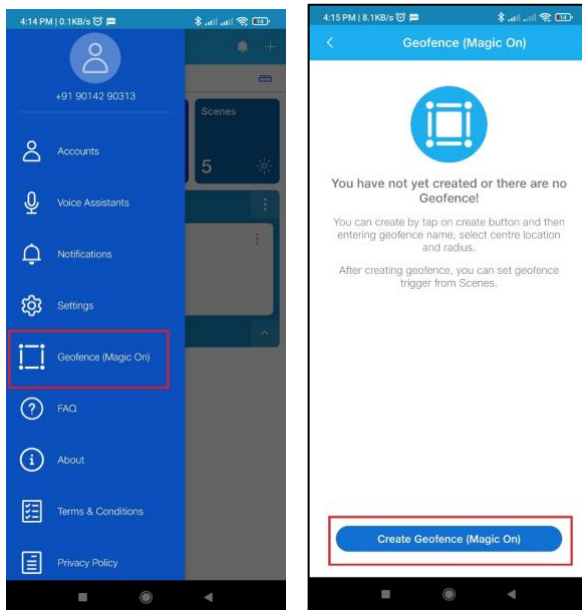 4:14 PM | 0.1KB/s
+91 90142 90313
Scenes
5
Accounts
Voice Assistants
Notifications
Settings
Geofence (Magic On)
FAQ
About
Terms & Conditions
Privacy Policy
4:15 PM | 8.1KB/s
Geofence (Magic On)
You have not yet created or there are no
Geofence!
You can create by tap on create button and then
entering geofence name, select centre location
and radius.
After creating geofence, you can set geofence
trigger from Scenes.
Create Geofence (Magic On)